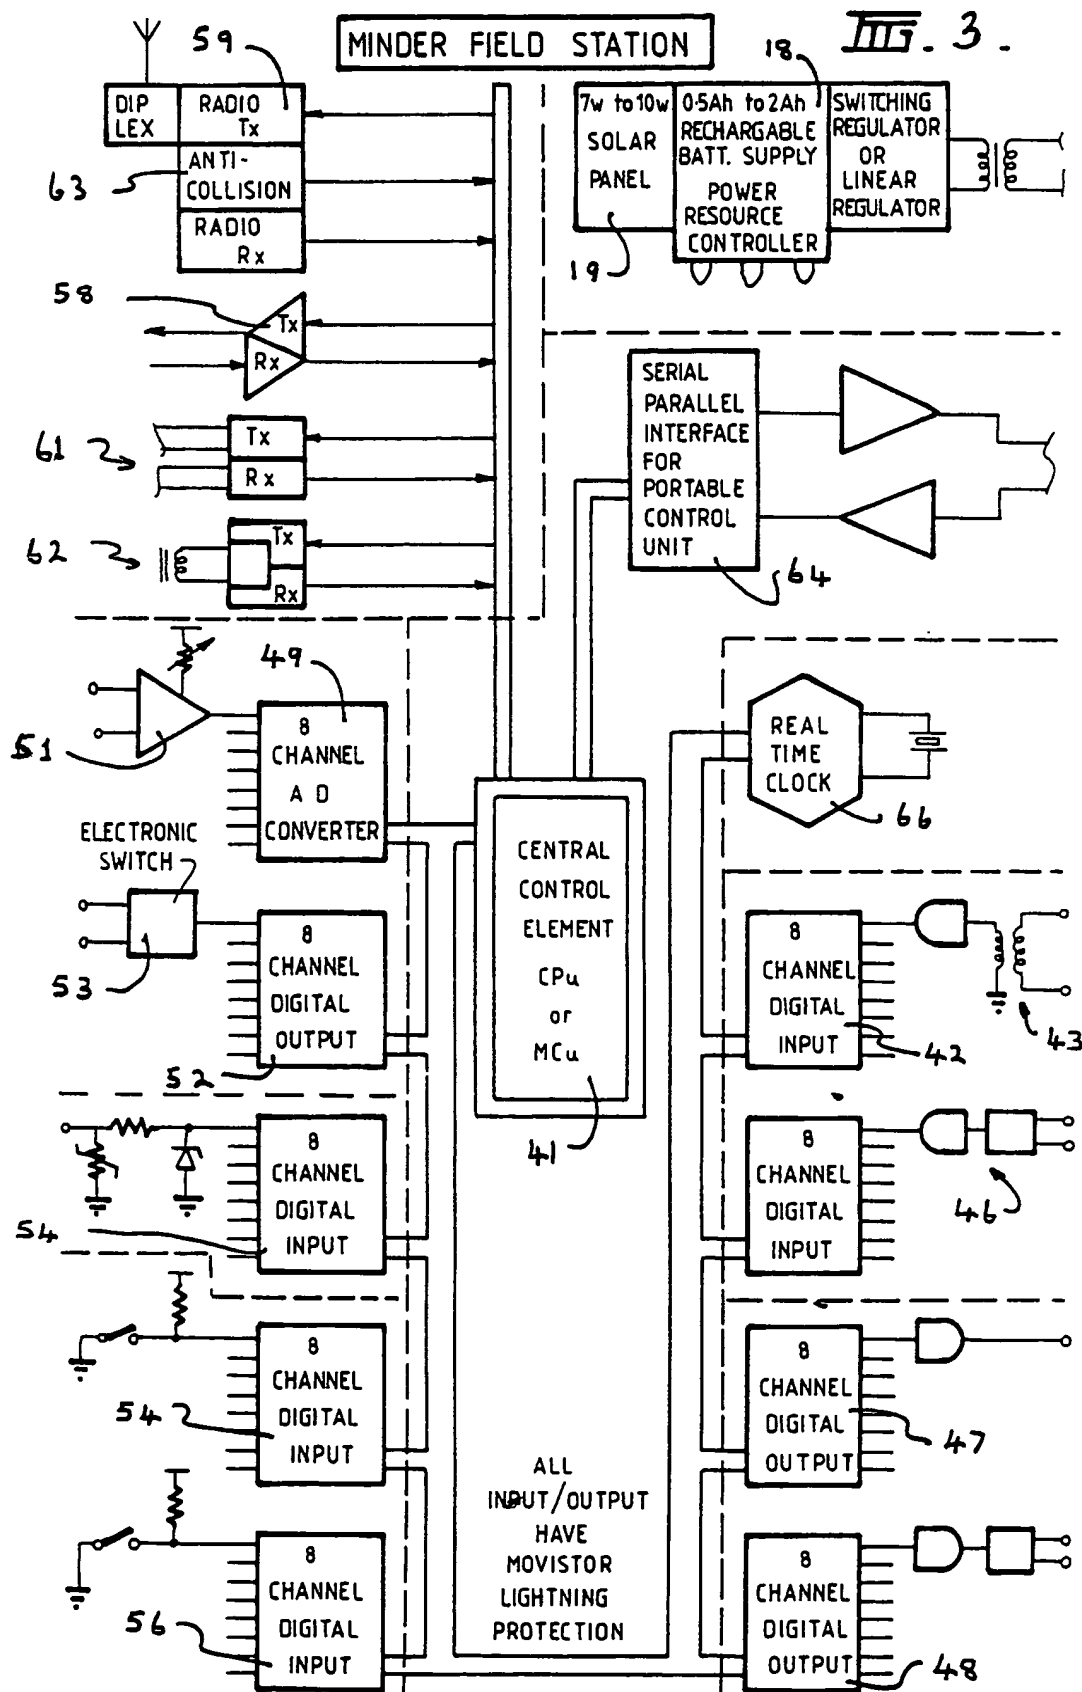 MINDER FIELD STATION
FIG. 3.
59
DIP
LEX
RADIO
Tx
ANTI-
COLLISION
RADIO
Rx
63
18
7w to 10w
SOLAR
PANEL
0·5Ah to 2Ah
RECHARGABLE
BATT. SUPPLY
POWER
RESOURCE
CONTROLLER
SWITCHING
REGULATOR
OR
LINEAR
REGULATOR
19
58
Tx
Rx
61
Tx
Rx
62
Tx
Rx
SERIAL
PARALLEL
INTERFACE
FOR
PORTABLE
CONTROL
UNIT
64
49
51
8
CHANNEL
A D
CONVERTER
ELECTRONIC
SWITCH
53
8
CHANNEL
DIGITAL
OUTPUT
52
CENTRAL
CONTROL
ELEMENT
CPu
or
MCu
41
REAL
TIME
CLOCK
66
8
CHANNEL
DIGITAL
INPUT
42
43
8
CHANNEL
DIGITAL
INPUT
54
8
CHANNEL
DIGITAL
INPUT
46
8
CHANNEL
DIGITAL
INPUT
54
8
CHANNEL
DIGITAL
OUTPUT
47
ALL
INPUT/OUTPUT
HAVE
MOVISTOR
LIGHTNING
PROTECTION
8
CHANNEL
DIGITAL
INPUT
56
8
CHANNEL
DIGITAL
OUTPUT
48